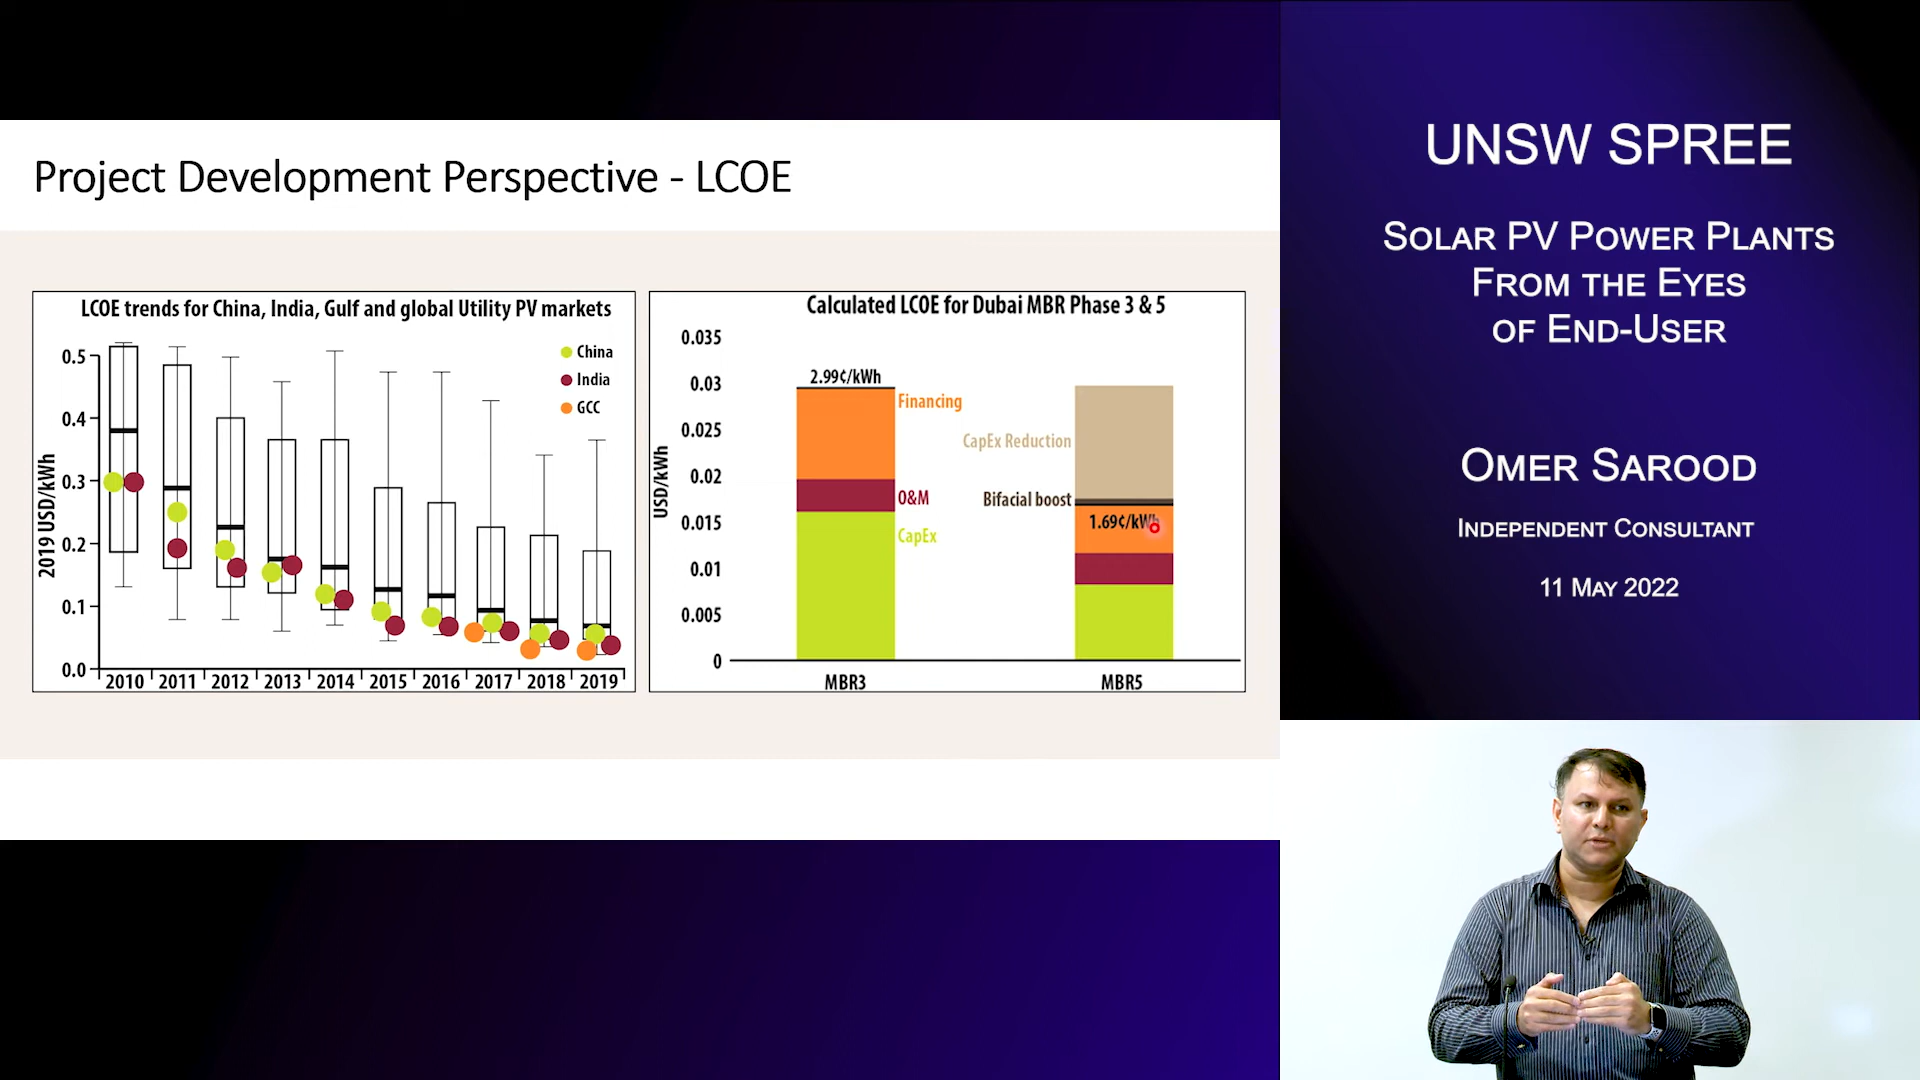 Project Development Perspective - LCOE
LCOE trends for China, India, Gulf and global Utility PV markets
2019 USD/kWh
0.5
0.4
0.3
0.2
0.1
0.0
China
India
GCC
2010 2011 2012 2013 2014 2015 2016 2017 2018 2019
Calculated LCOE for Dubai MBR Phase 3 & 5
USD/kWh
0.035
0.03
0.025
0.02
0.015
0.01
0.005
0
2.99¢/kWh
Financing
O&M
CapEx
CapEx Reduction
Bifacial boost
1.69¢/kWh
MBR3 MBR5
UNSW SPREE
Solar PV Power Plants
From the Eyes
of End-User
Omer Sarood
Independent Consultant
11 May 2022